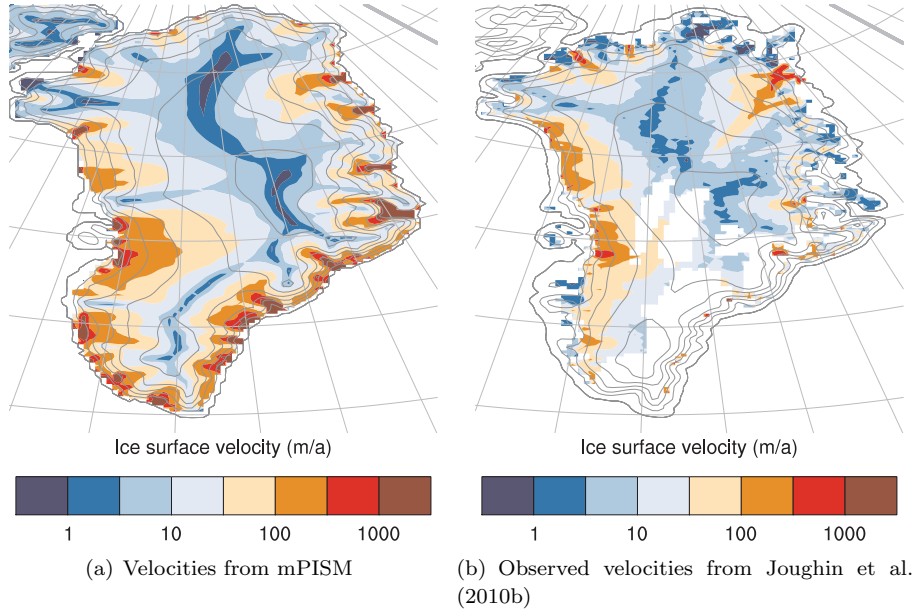 Ice surface velocity (m/a)
1 10 100 1000
(a) Velocities from mPISM
Ice surface velocity (m/a)
1 10 100 1000
(b) Observed velocities from Joughin et al.
(2010b)